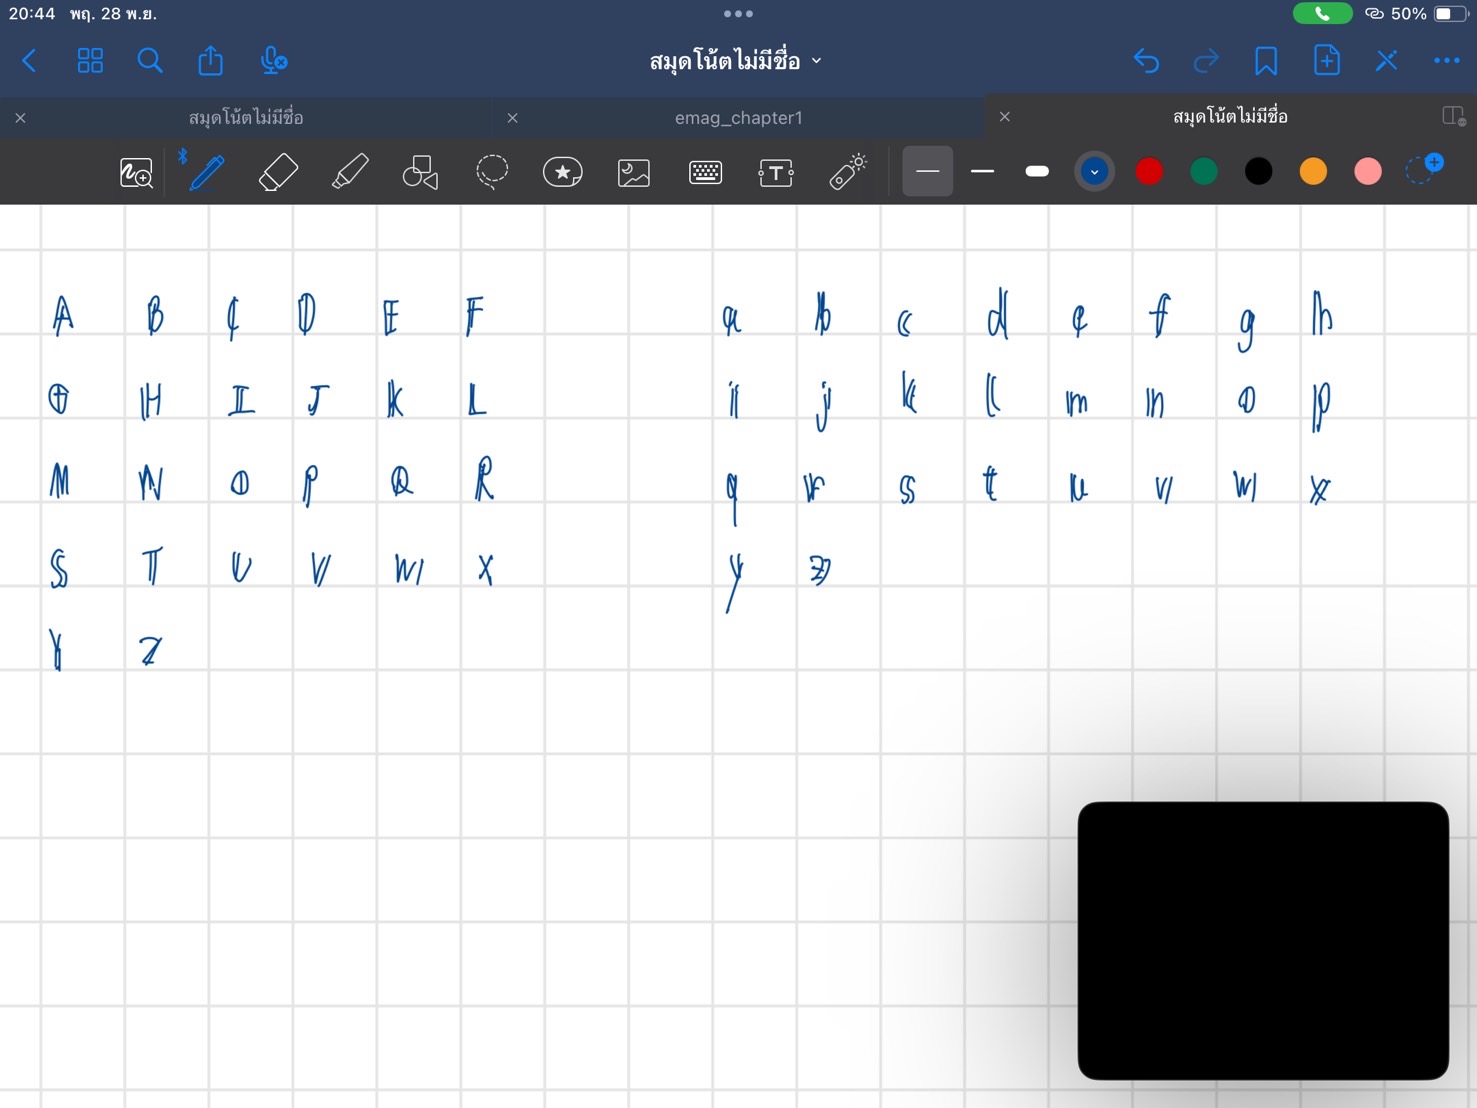 20:44 พฤ. 28 พ.ย.
50%
สมุดโน้ตไม่มีชื่อ
สมุดโน้ตไม่มีชื่อ
emag_chapter1
สมุดโน้ตไม่มีชื่อ
T
A B C D E F
a b c d e f g h
G H I J K L
i j k l m n o p
M N O P Q R
q r s t u v w x
S T U V W X
y z
Y Z